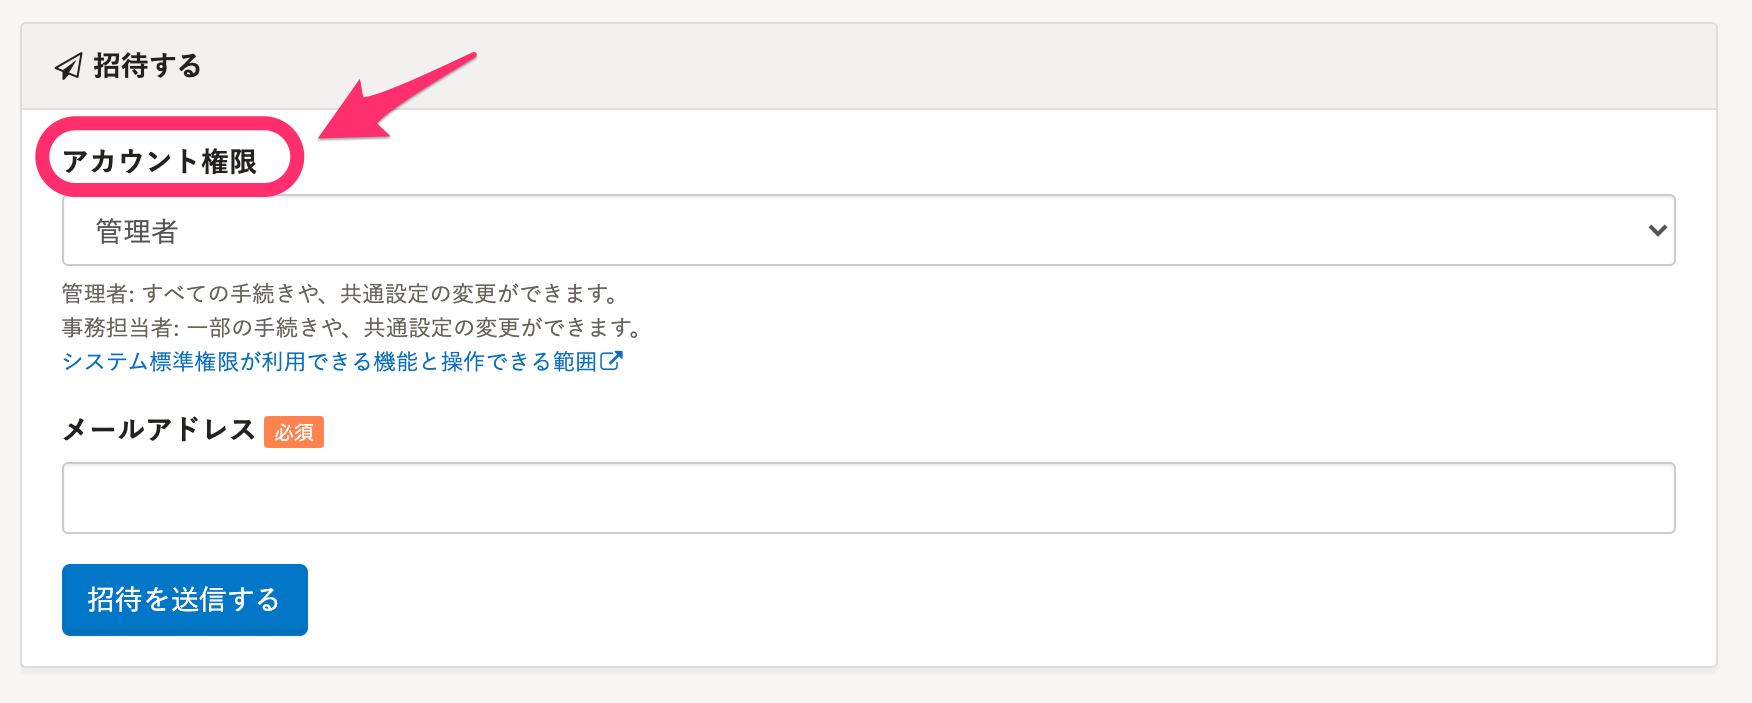 招待する
アカウント権限
管理者
管理者: すべての手続きや、共通設定の変更ができます。
事務担当者: 一部の手続きや、共通設定の変更ができます。
システム標準権限が利用できる機能と操作できる範囲
メールアドレス 必須
招待を送信する